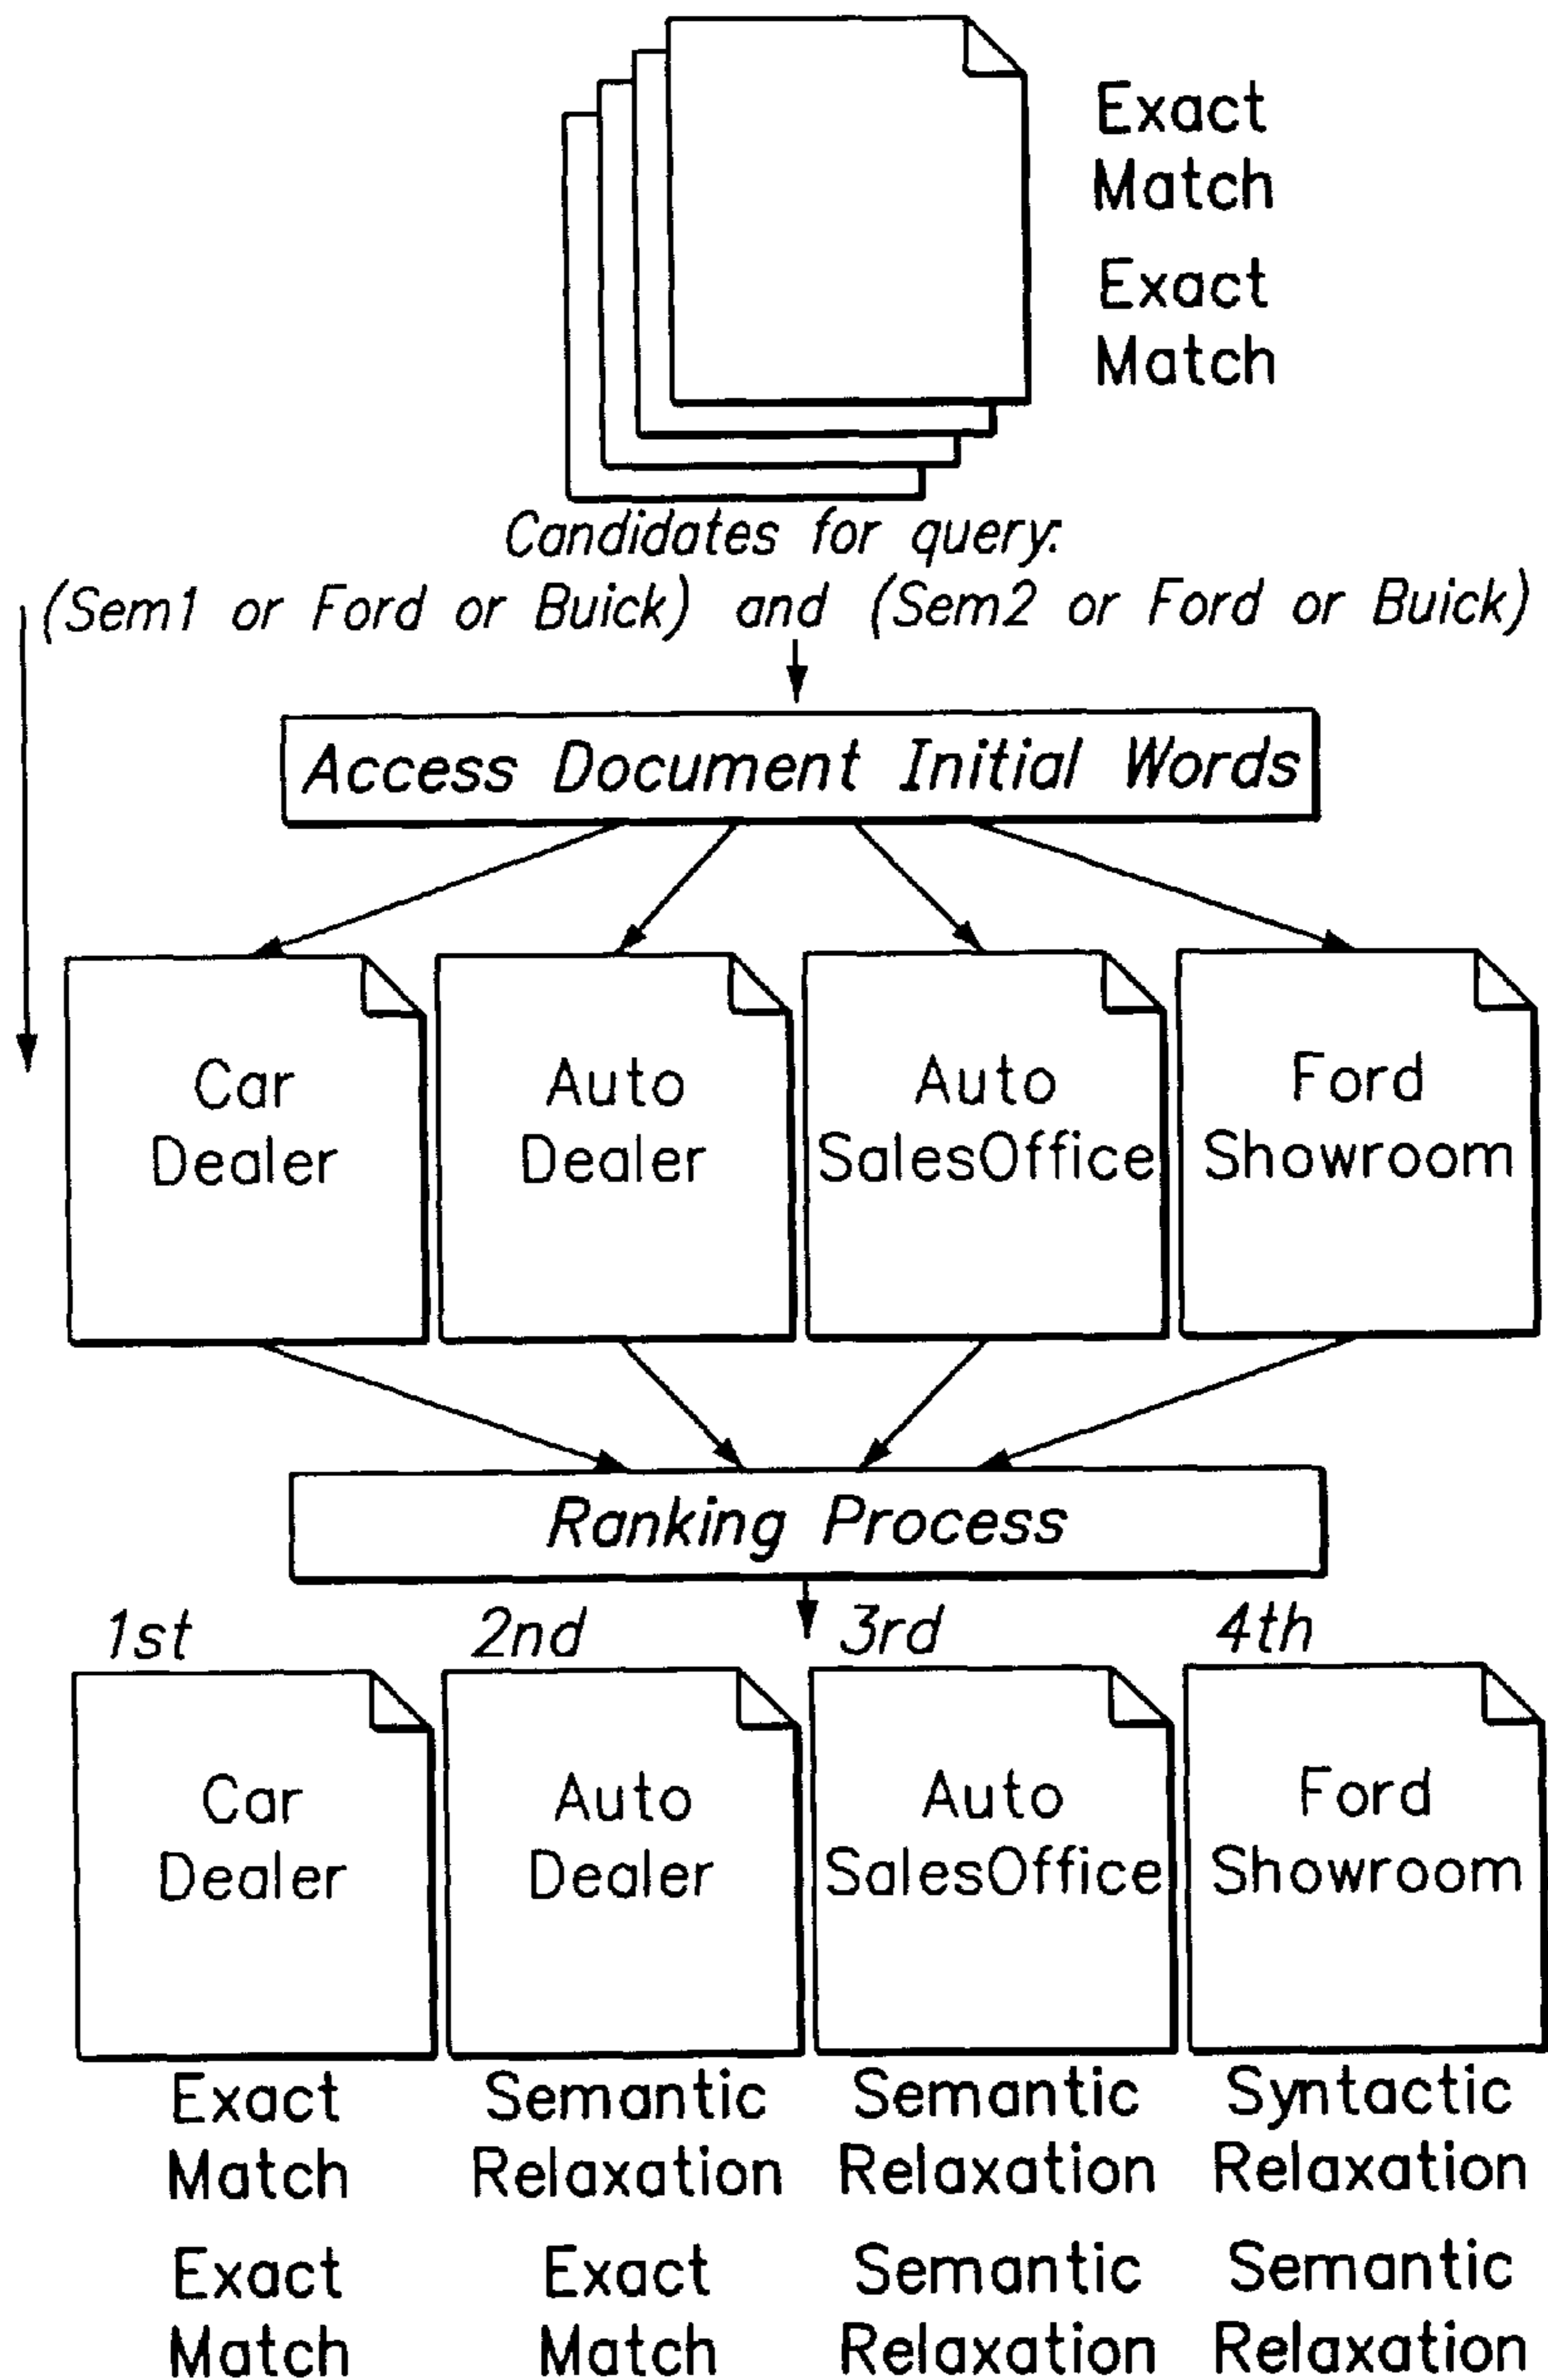 Exact
Match
Exact
Match
Candidates for query:
(Sem1 or Ford or Buick) and (Sem2 or Ford or Buick)
Access Document Initial Words
Car
Dealer
Auto
Dealer
Auto
SalesOffice
Ford
Showroom
Ranking Process
1st
2nd
3rd
4th
Car
Dealer
Auto
Dealer
Auto
SalesOffice
Ford
Showroom
Exact
Match
Semantic
Relaxation
Semantic
Relaxation
Syntactic
Relaxation
Exact
Match
Exact
Match
Semantic
Relaxation
Semantic
Relaxation